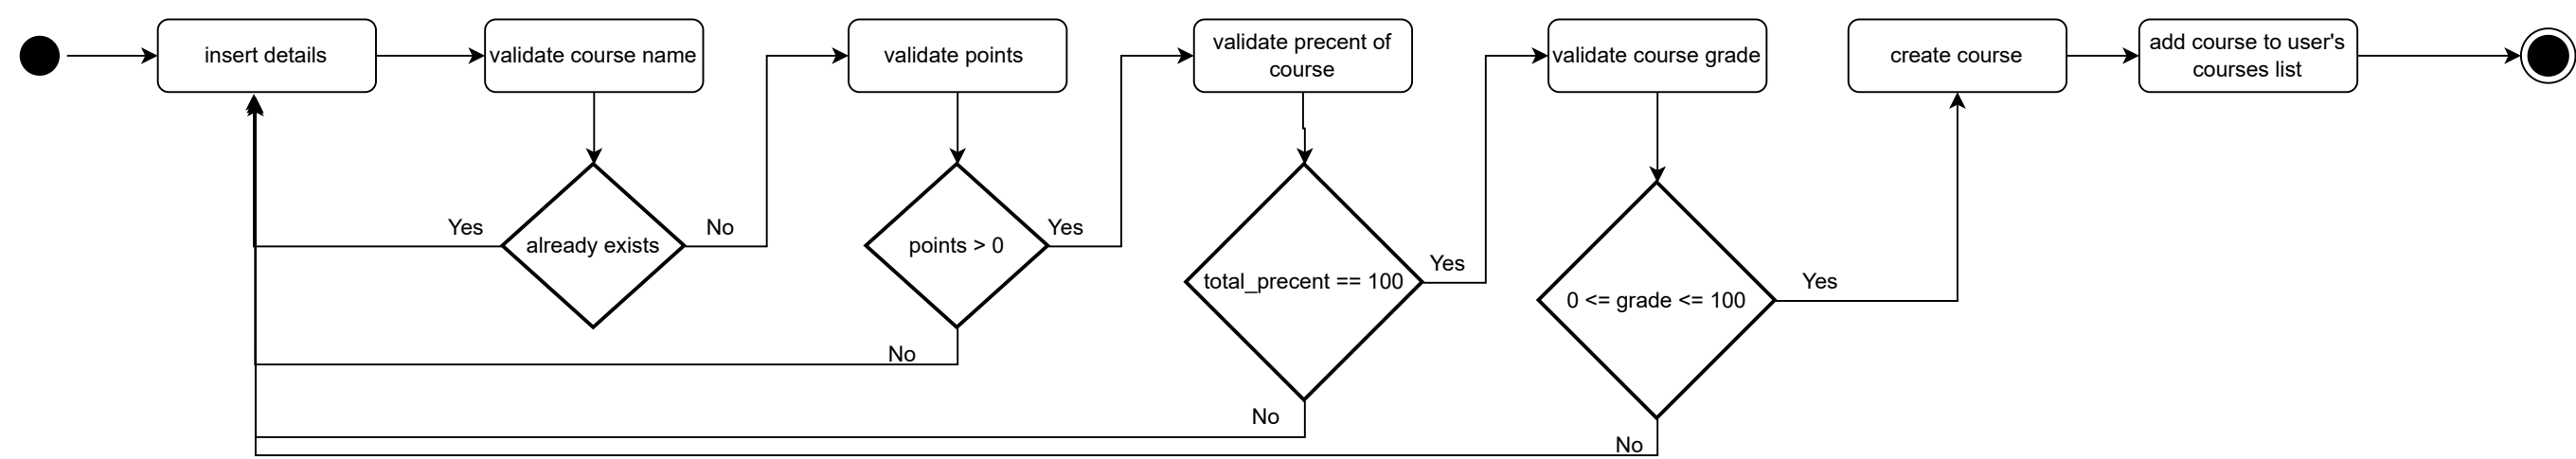 insert details
validate course name
validate points
validate precent of
course
validate course grade
create course
add course to user's
courses list
Yes
already exists
No
points > 0
Yes
No
total_precent == 100
Yes
No
0 <= grade <= 100
Yes
No